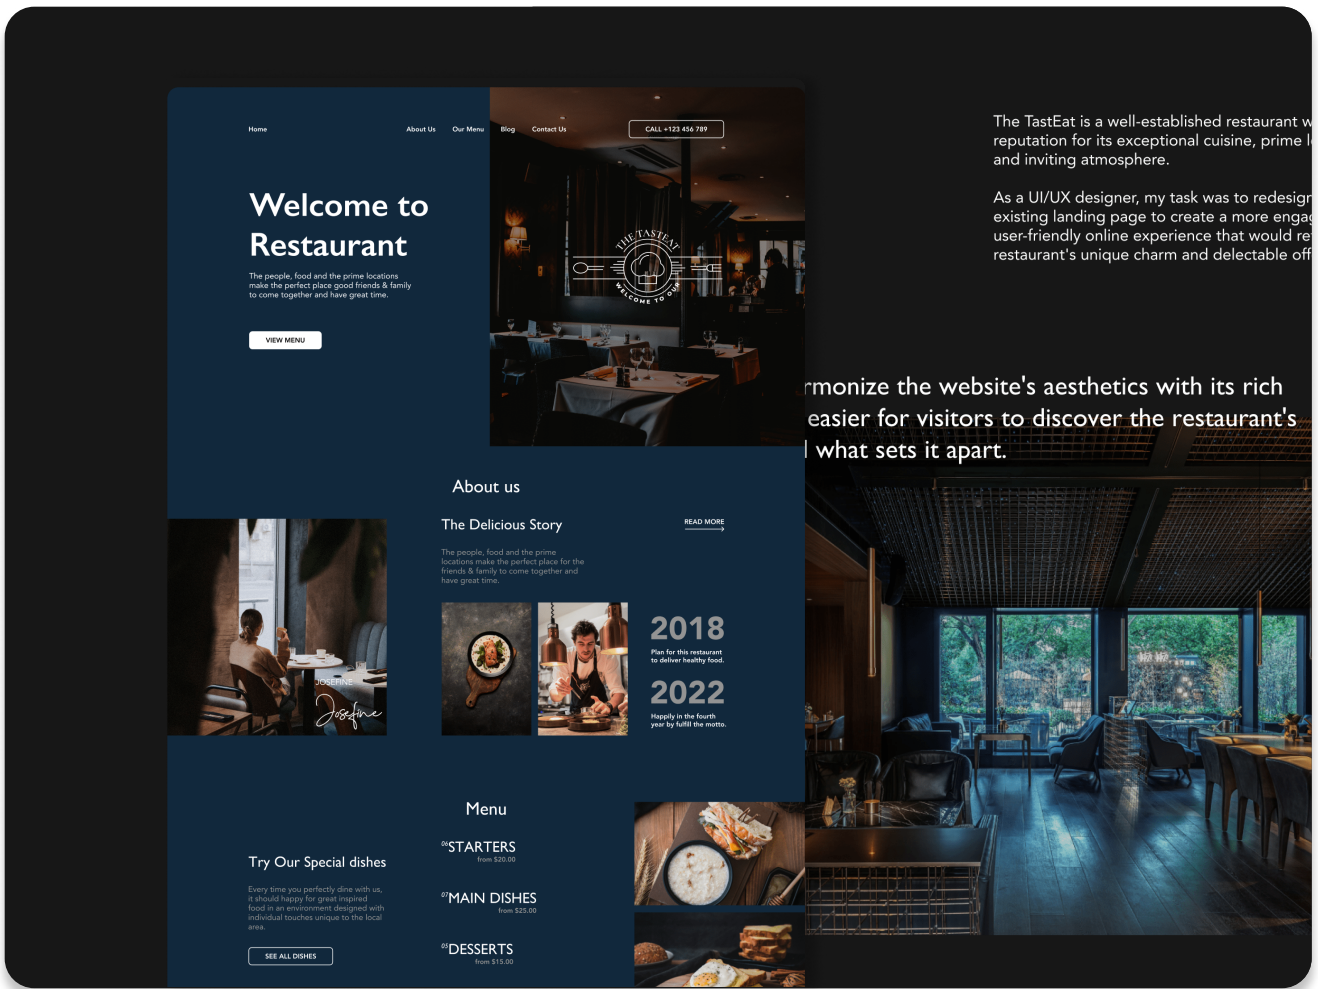 Home
About Us
Our Menu
Blog
Contact Us
CALL +123 456 789
Welcome to
Restaurant
The people, food and the prime locations
make the perfect place good friends & family
to come together and have great time.
VIEW MENU
THE TASTEAT
WELCOME TO OUR
About us
The Delicious Story
READ MORE
The people, food and the prime
locations make the perfect place for the
friends & family to come together and
have great time.
JOSEFINE
Josefine
2018
Plan for this restaurant
to deliver healthy food.
2022
Happily in the fourth
year by fulfill the motto.
Menu
Try Our Special dishes
Every time you perfectly dine with us,
it should happy for great inspired
food in an environment designed with
individual touches unique to the local
area.
SEE ALL DISHES
06STARTERS
from $20.00
07MAIN DISHES
from $25.00
05DESSERTS
from $15.00
The TastEat is a well-established restaurant w
reputation for its exceptional cuisine, prime l
and inviting atmosphere.
As a UI/UX designer, my task was to redesign
existing landing page to create a more engag
user-friendly online experience that would re
restaurant's unique charm and delectable off
rmonize the website's aesthetics with its rich
easier for visitors to discover the restaurant's
what sets it apart.